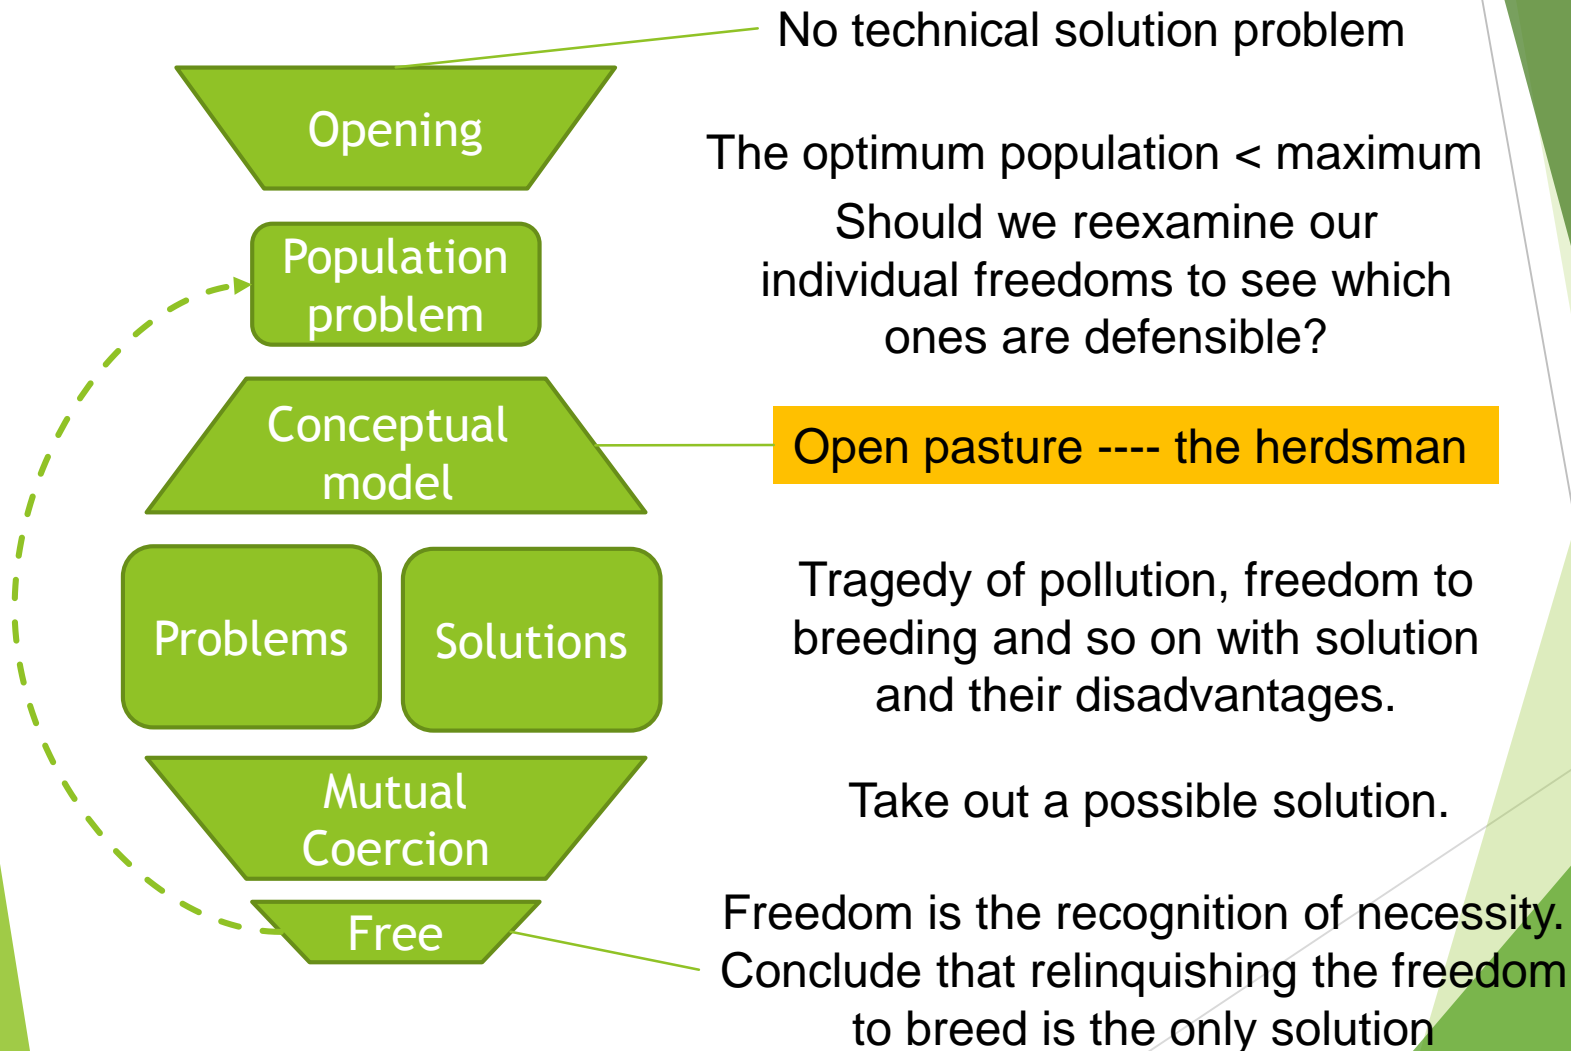 No technical solution problem
Opening
The optimum population < maximum
Population
problem
Should we reexamine our
individual freedoms to see which
ones are defensible?
Conceptual
model
Open pasture ---- the herdsman
Problems
Solutions
Tragedy of pollution, freedom to
breeding and so on with solution
and their disadvantages.
Mutual
Coercion
Take out a possible solution.
Free
Freedom is the recognition of necessity.
Conclude that relinquishing the freedom
to breed is the only solution